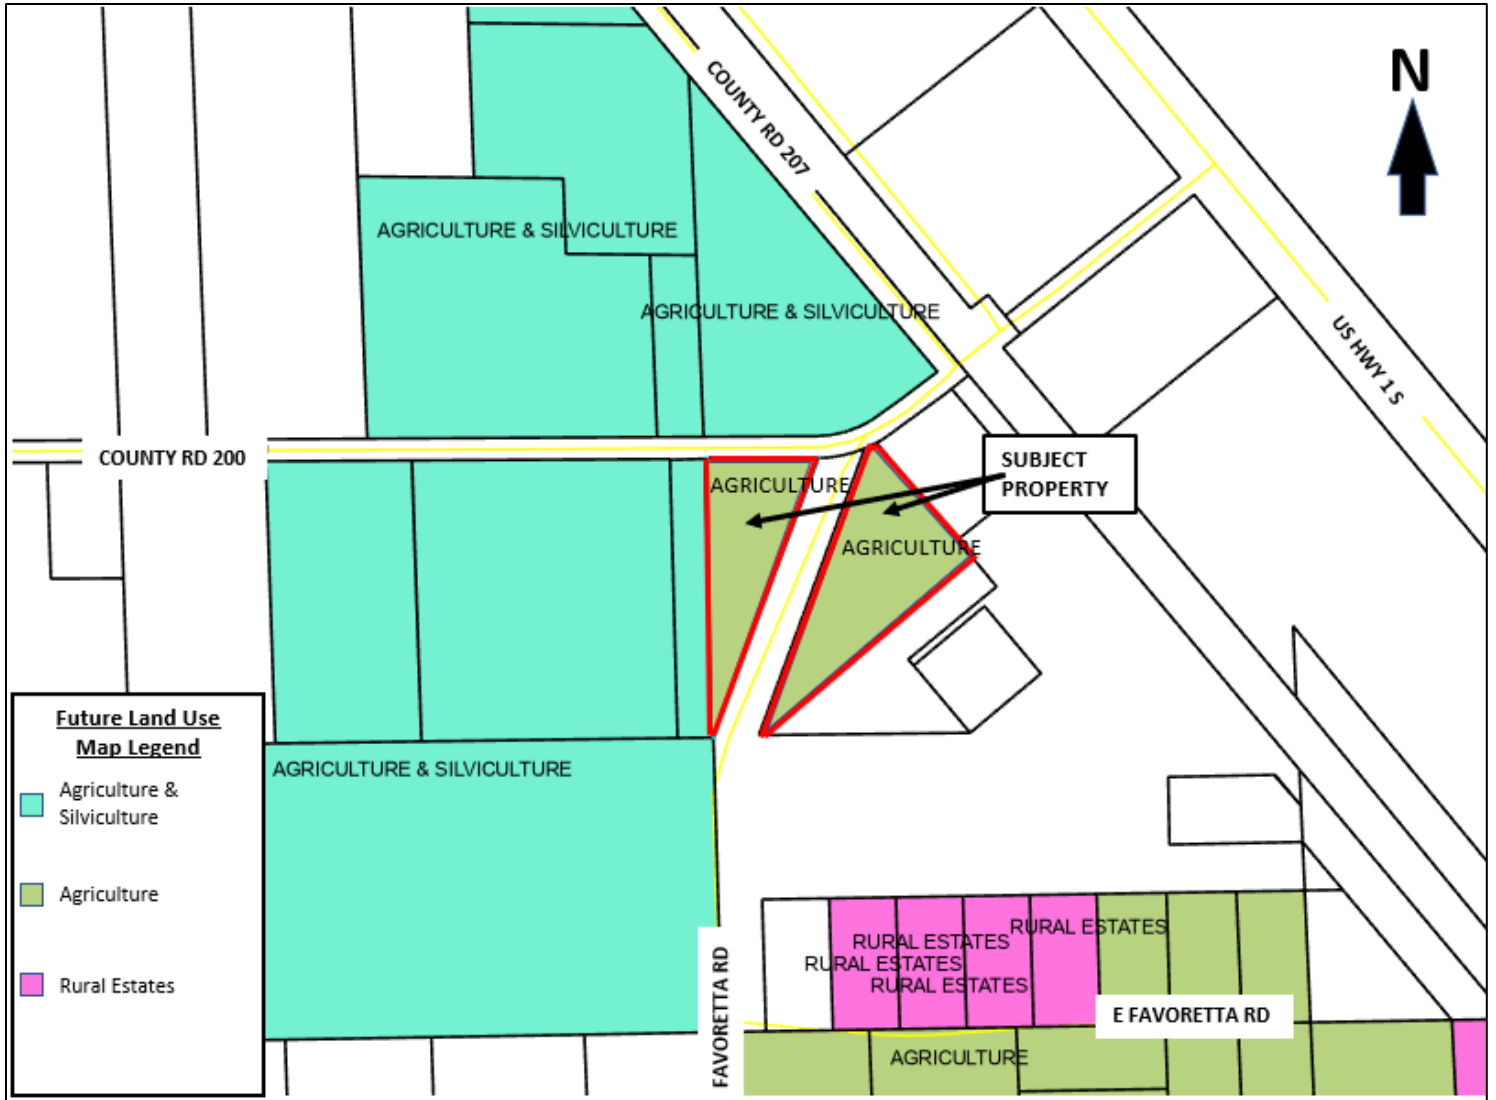 COUNTY RD 207
N
AGRICULTURE & SILVICULTURE
AGRICULTURE & SILVICULTURE
US HWY 1 S
COUNTY RD 200
SUBJECT
PROPERTY
AGRICULTURE
AGRICULTURE
Future Land Use
Map Legend
Agriculture &
Silviculture
Agriculture
Rural Estates
AGRICULTURE & SILVICULTURE
RURAL ESTATES
RURAL ESTATES
RURAL ESTATES
RURAL ESTATES
FAVORETTA RD
E FAVORETTA RD
AGRICULTURE